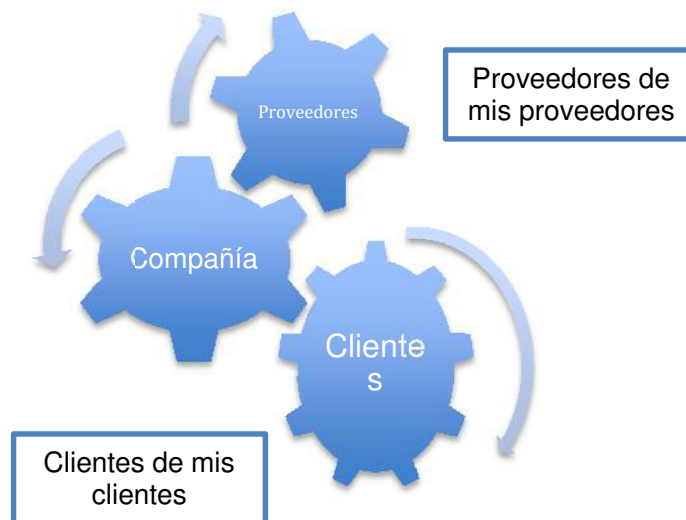 Proveedores de
mis proveedores
Proveedores
Compañía
Cliente
s
Clientes de mis
clientes